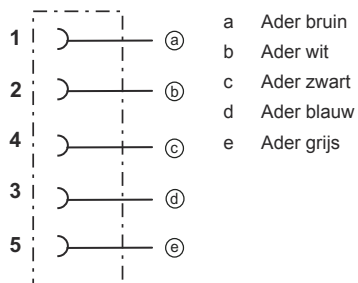 1 a
2 b
4 c
3 d
5 e
a Ader bruin
b Ader wit
c Ader zwart
d Ader blauw
e Ader grijs